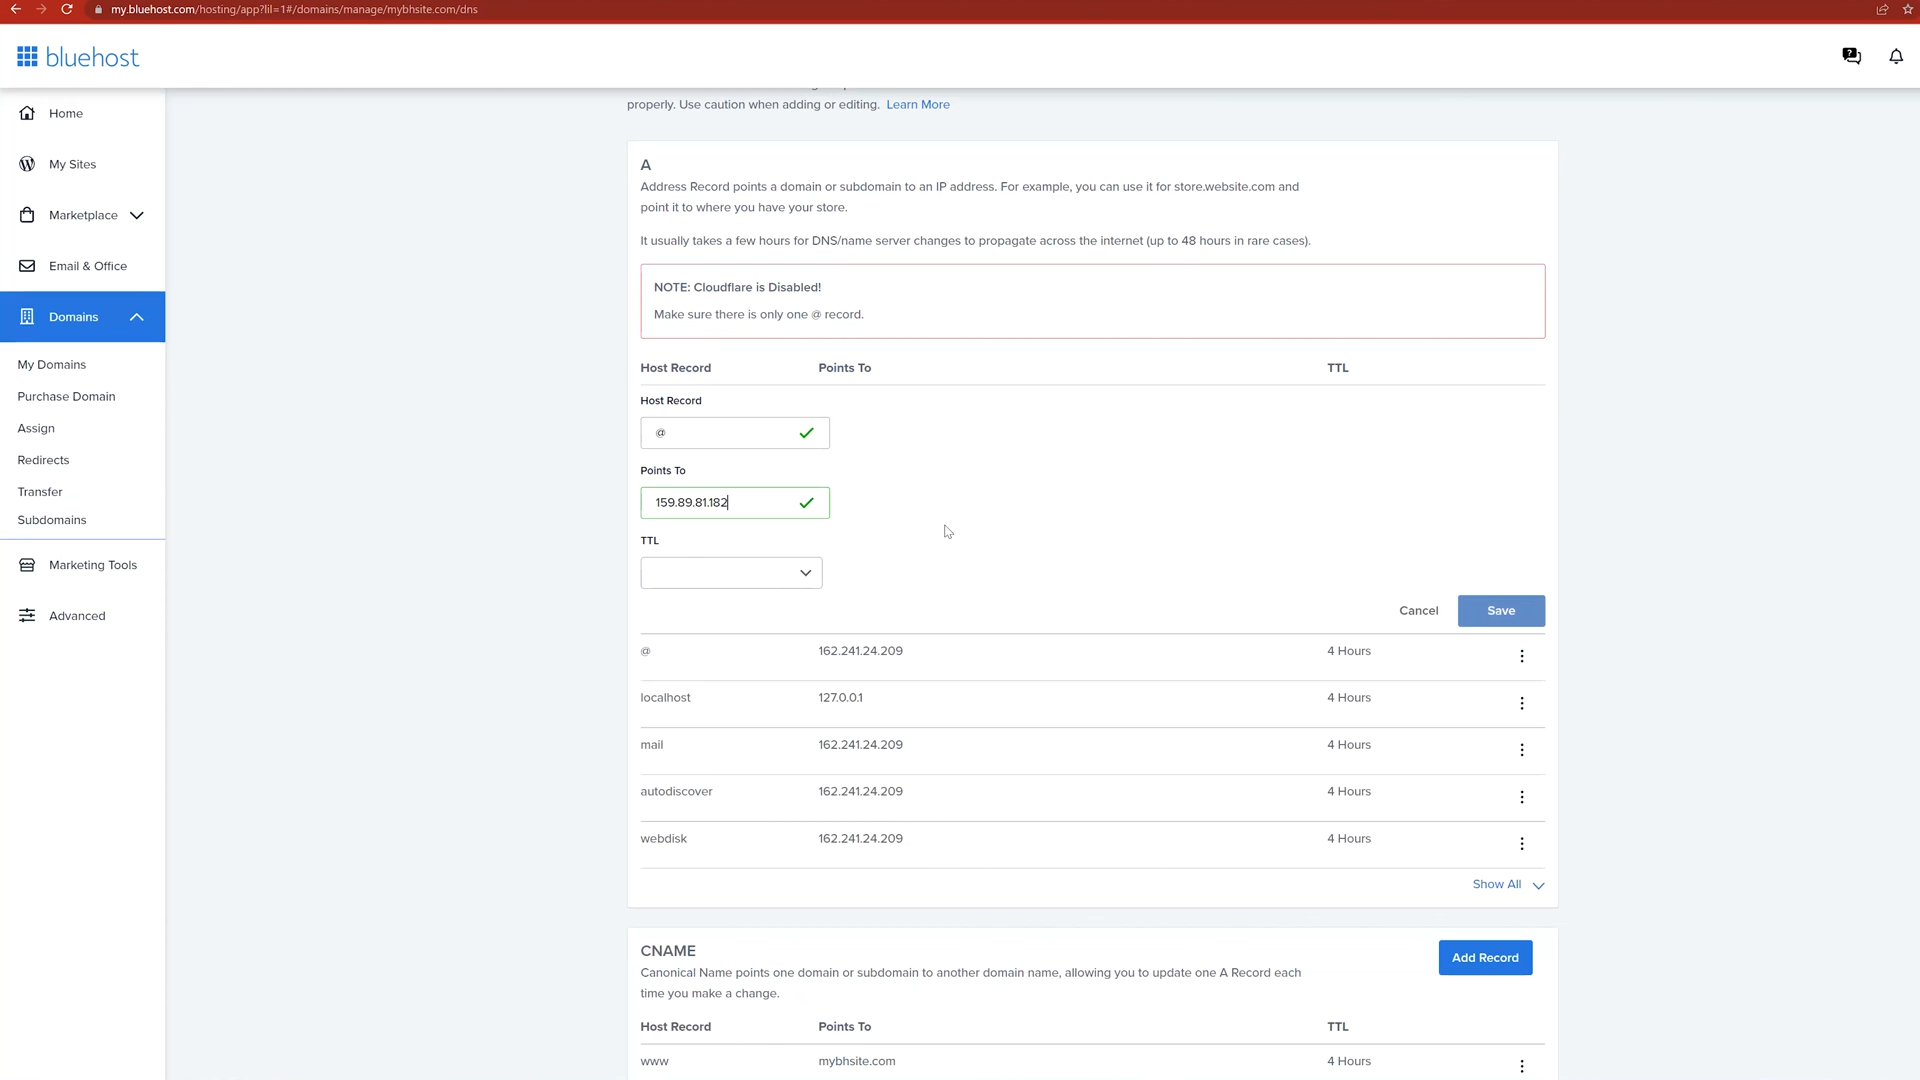 my.bluehost.com/hosting/app?lil=1#/domains/manage/mybhsite.com/dns
bluehost
Home
My Sites
Marketplace
Email & Office
Domains
My Domains
Purchase Domain
Assign
Redirects
Transfer
Subdomains
Marketing Tools
Advanced
properly. Use caution when adding or editing. Learn More
A
Address Record points a domain or subdomain to an IP address. For example, you can use it for store.website.com and
point it to where you have your store.
It usually takes a few hours for DNS/name server changes to propagate across the internet (up to 48 hours in rare cases).
NOTE: Cloudflare is Disabled!
Make sure there is only one @ record.
Host Record Points To TTL
Host Record
@
Points To
159.89.81.182
TTL
Cancel Save
@ 162.241.24.209 4 Hours
localhost 127.0.0.1 4 Hours
mail 162.241.24.209 4 Hours
autodiscover 162.241.24.209 4 Hours
webdisk 162.241.24.209 4 Hours
Show All
CNAME
Add Record
Canonical Name points one domain or subdomain to another domain name, allowing you to update one A Record each
time you make a change.
Host Record Points To TTL
www mybhsite.com 4 Hours